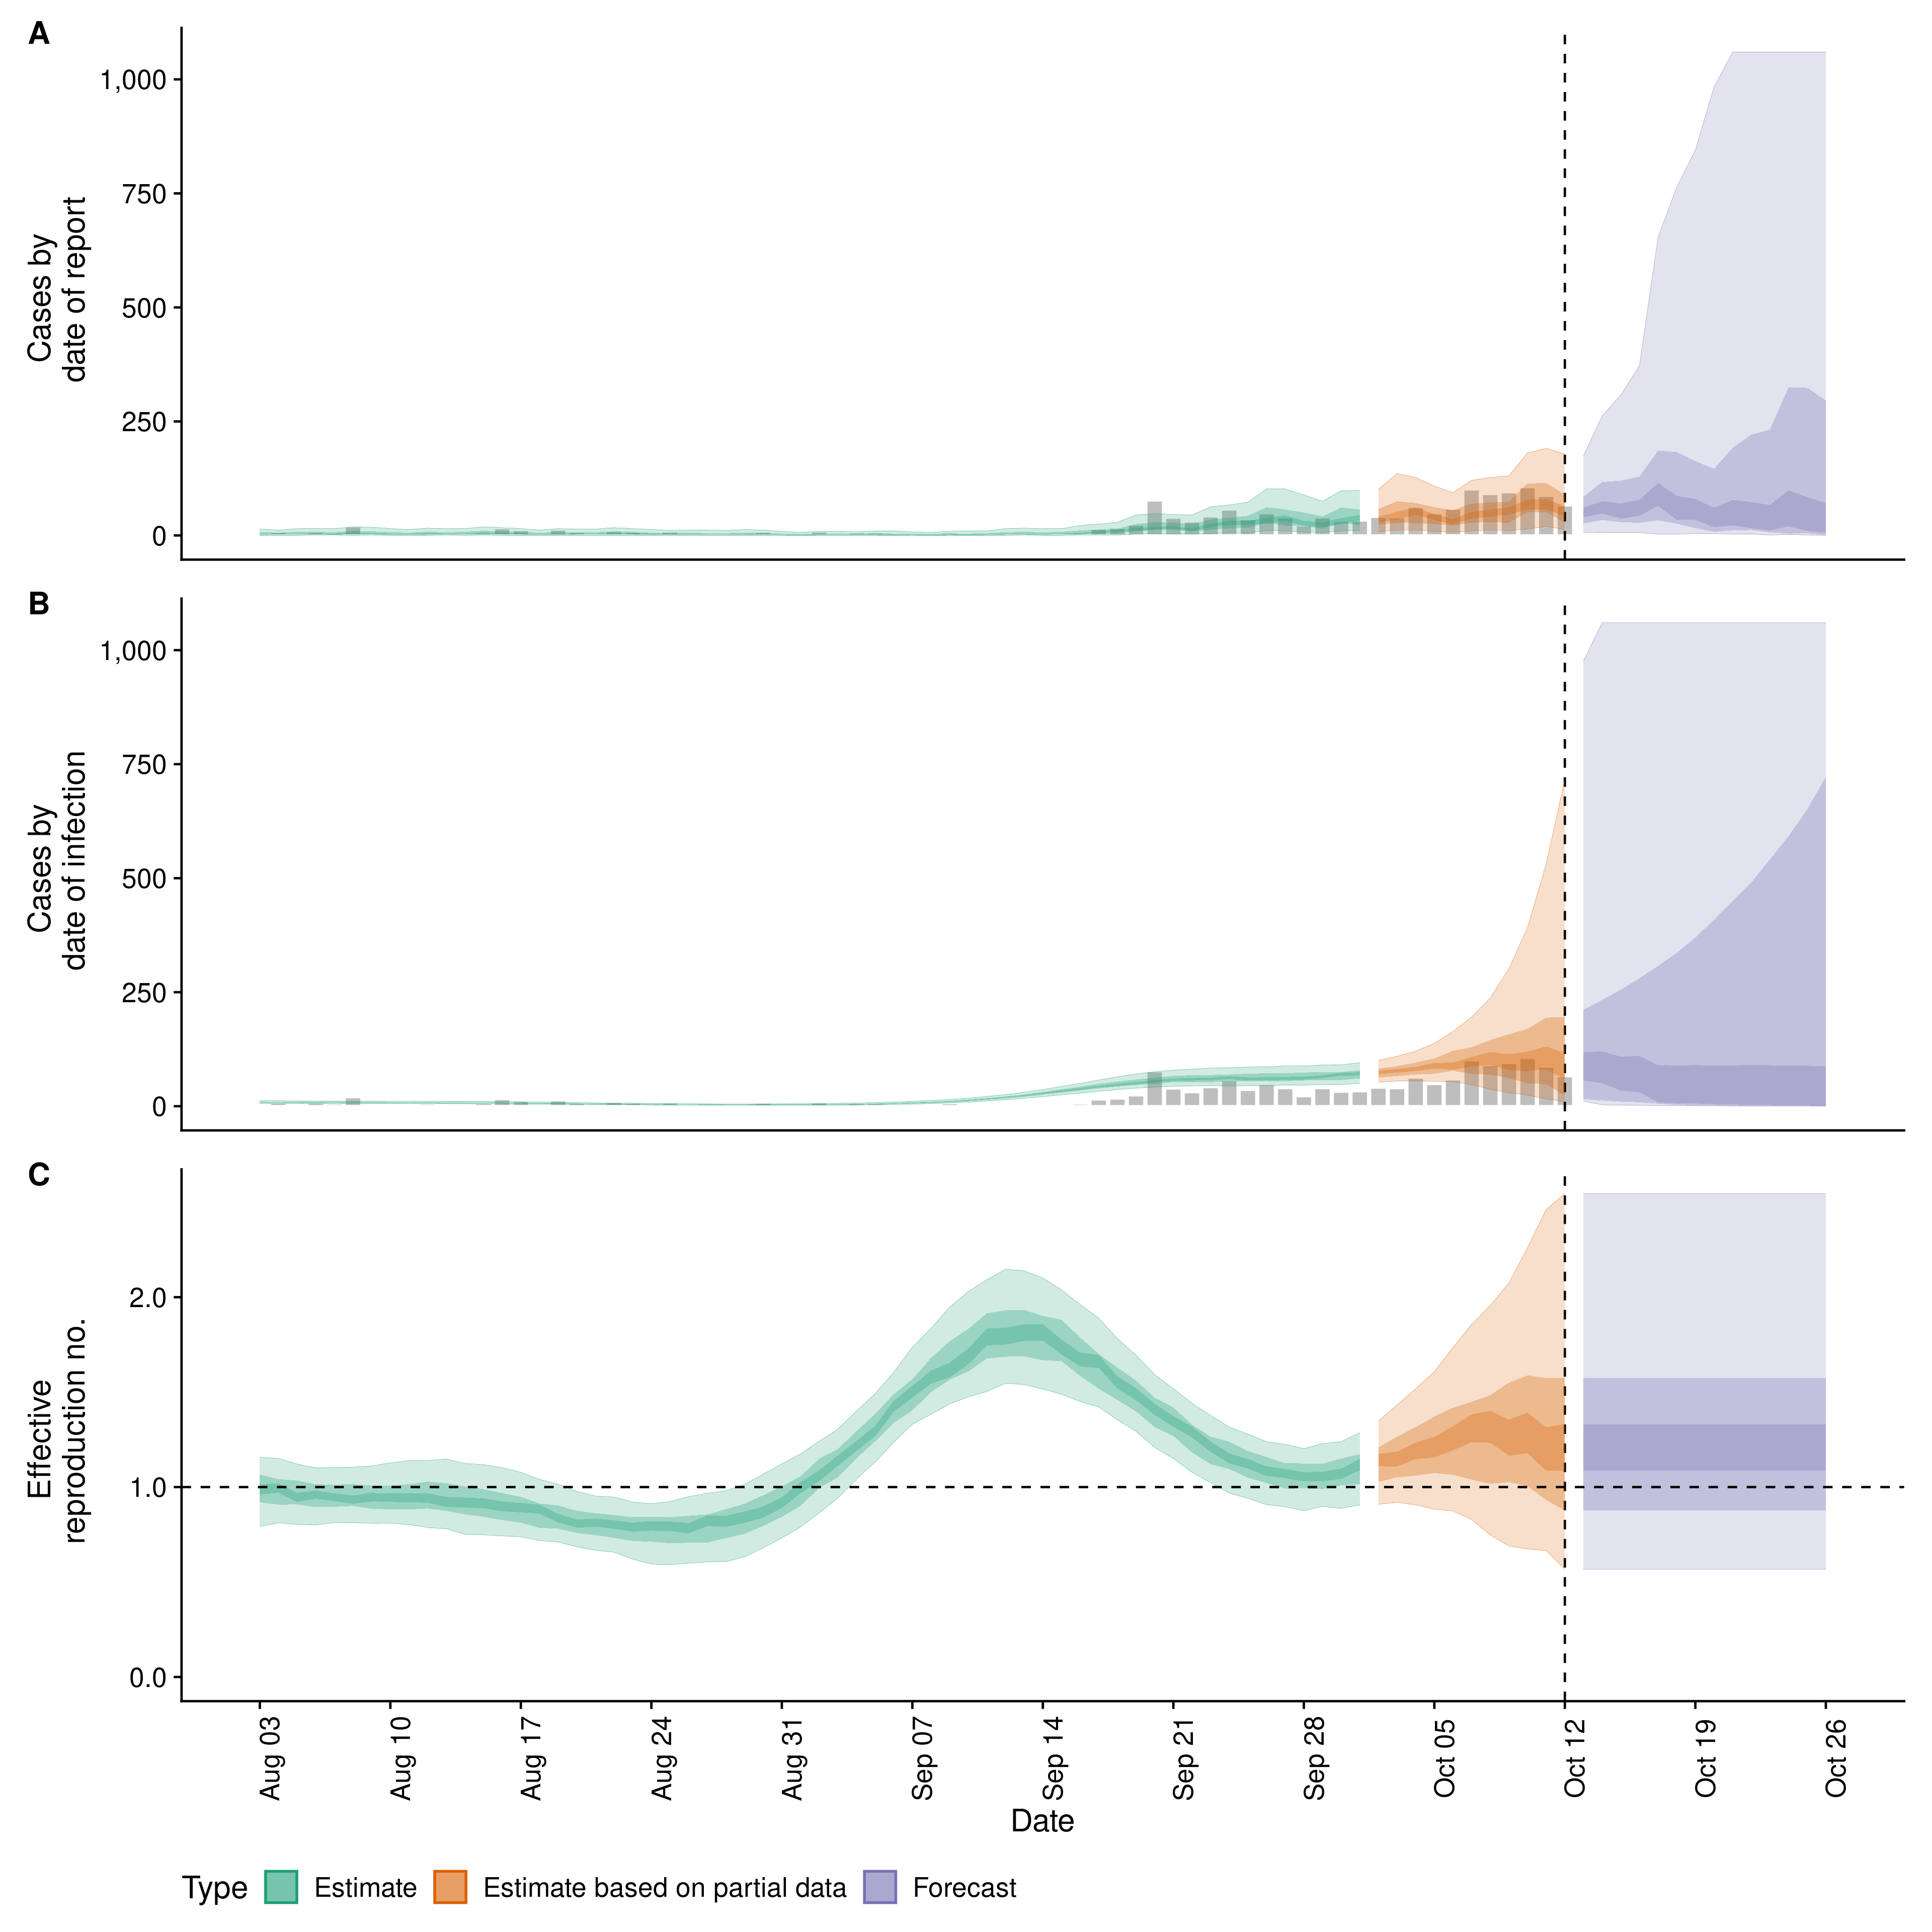 A
1,000
750
500
250
0
Cases by
date of report
B
1,000
750
500
250
0
Cases by
date of infection
C
2.0
1.0
0.0
Effective
reproduction no.
Aug 03
Aug 10
Aug 17
Aug 24
Aug 31
Sep 07
Sep 14
Sep 21
Sep 28
Oct 05
Oct 12
Oct 19
Oct 26
Date
Type Estimate Estimate based on partial data Forecast